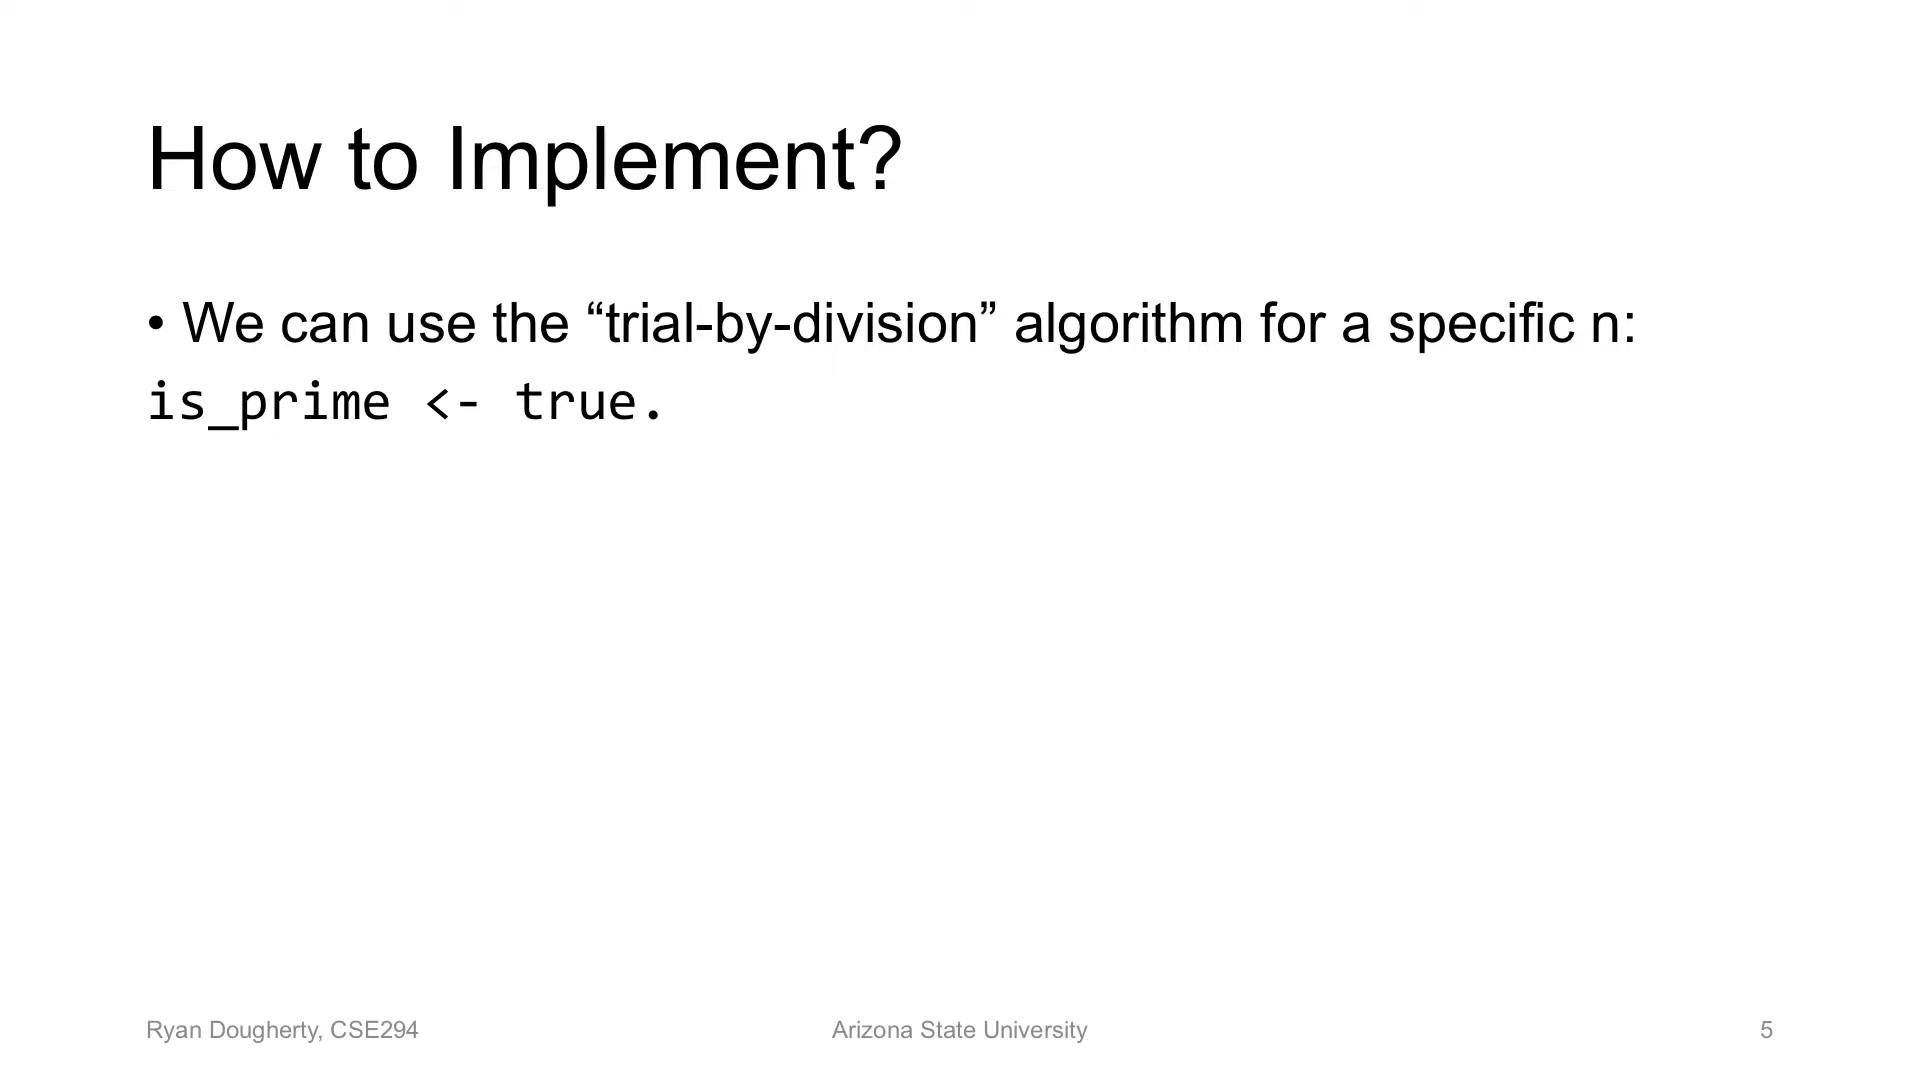 How to Implement?
• We can use the “trial-by-division” algorithm for a specific n:
is_prime <- true.
Ryan Dougherty, CSE294
Arizona State University
5